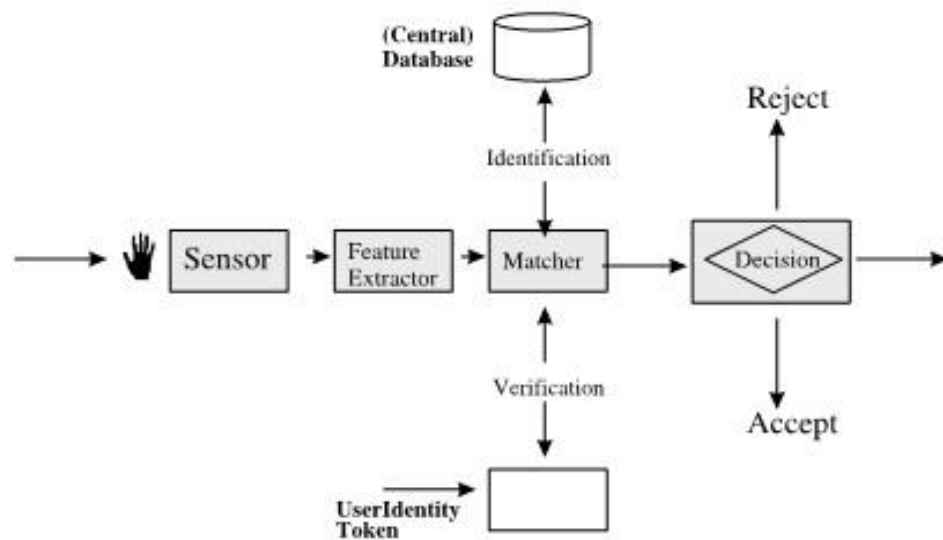 (Central)
Database
Reject
Identification
Sensor
Feature
Extractor
Matcher
Decision
Verification
Accept
UserIdentity
Token